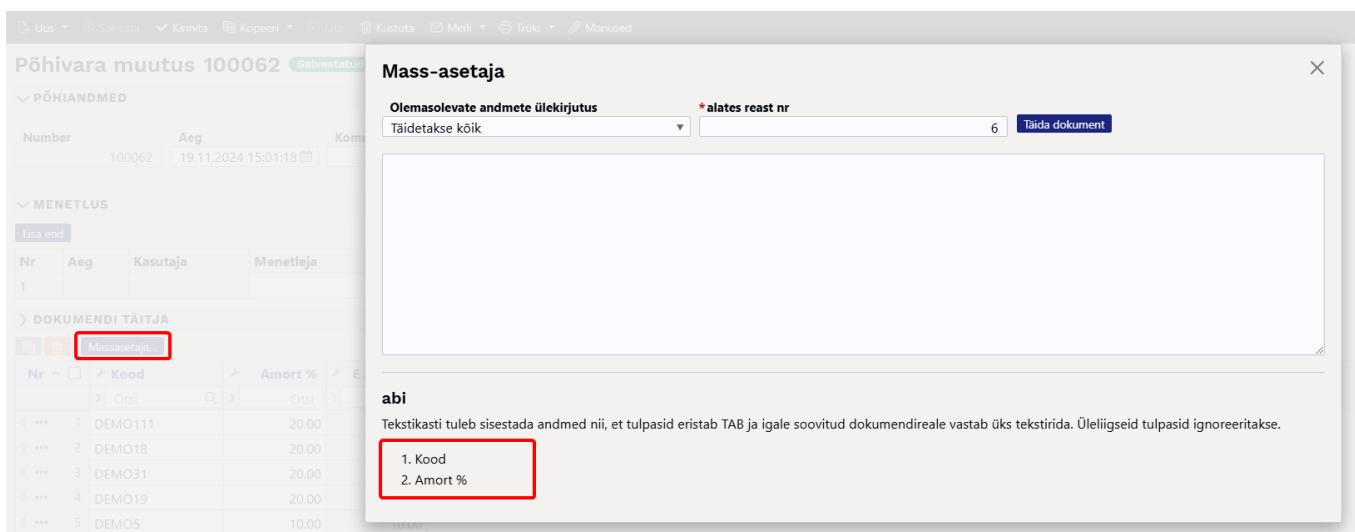 Uus Salvesta Kinnita Kopeeri Jäta Kustuta Meili Trüki Manused
Põhivara muutus 100062 Salvestatud
Mass-asetaja
PÕHIANDMED
Olemasolevate andmete ülekirjutus *alates reast nr
Täidetakse kõik 6 Täida dokument
Number Aeg
100062 19.11.2024 15:01:18
MENETLUS
Lisa end
Nr Aeg Kasutaja Menetleja
1
DOKUMENDI TÄITJA
Massasetaja...
Nr Kood Amort % E
Otsi Otsi
abi
Tekstikasti tuleb sisestada andmed nii, et tulpasid eristab TAB ja igale soovitud dokumendireale vastab üks tekstirida. Üleliigseid tulpasid ignoreeritakse.
1 DEMO111 20.00
2 DEMO18 20.00
3 DEMO31 20.00
4 DEMO19 20.00
5 DEMO5 10.00 10.00
1. Kood
2. Amort %